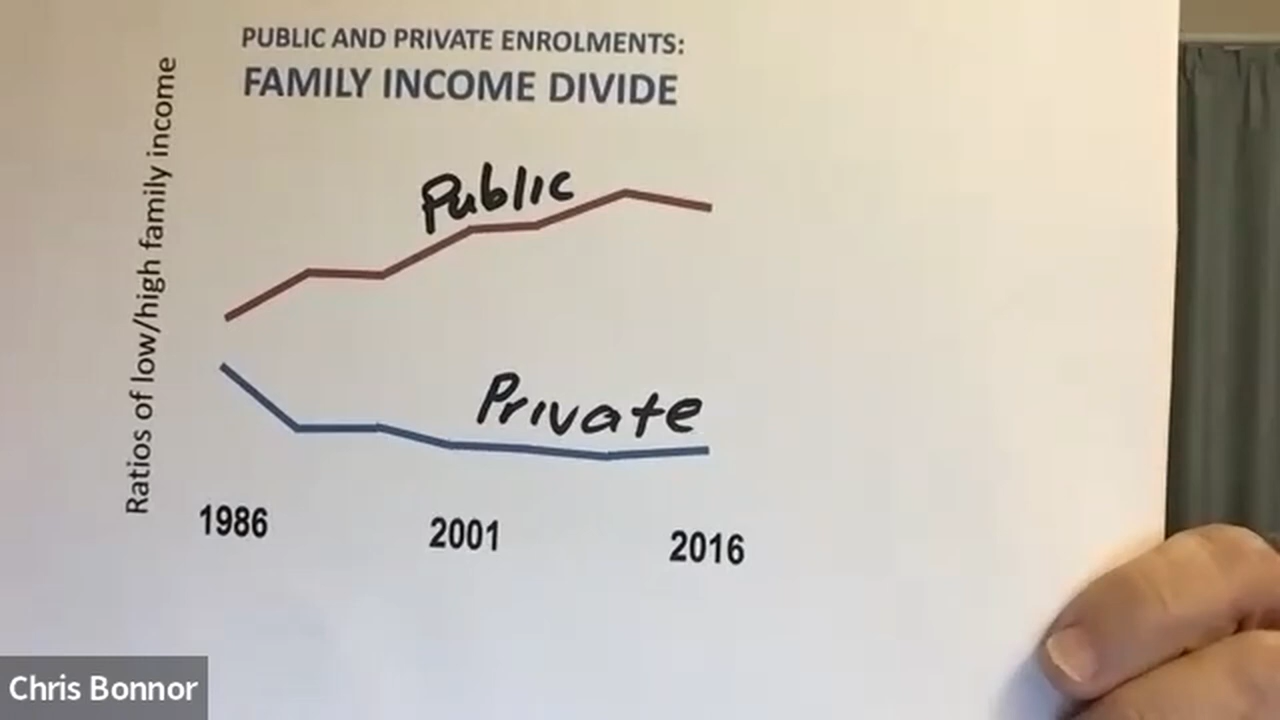 PUBLIC AND PRIVATE ENROLMENTS:
FAMILY INCOME DIVIDE
Ratios of low/high family income
Public
Private
1986 2001 2016
Chris Bonnor